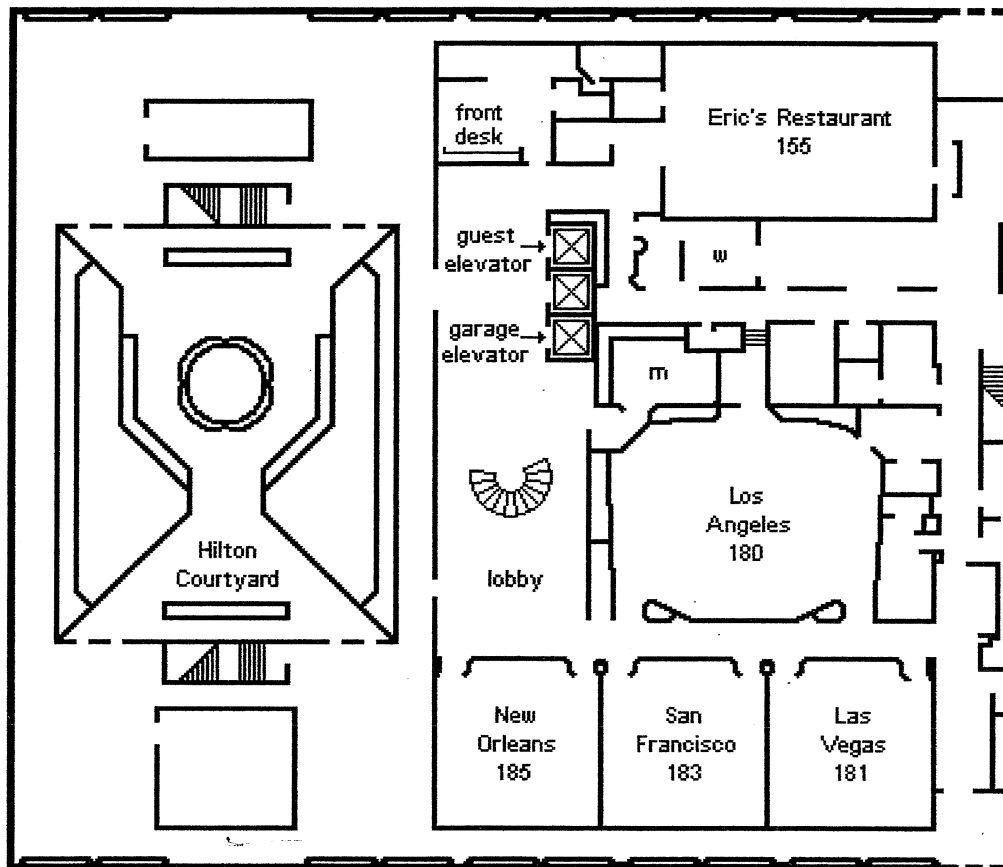 front
desk
Eric's Restaurant
155
guest
elevator
w
garage
elevator
m
Los
Angeles
180
Hilton
Courtyard
lobby
New
Orleans
185
San
Francisco
183
Las
Vegas
181